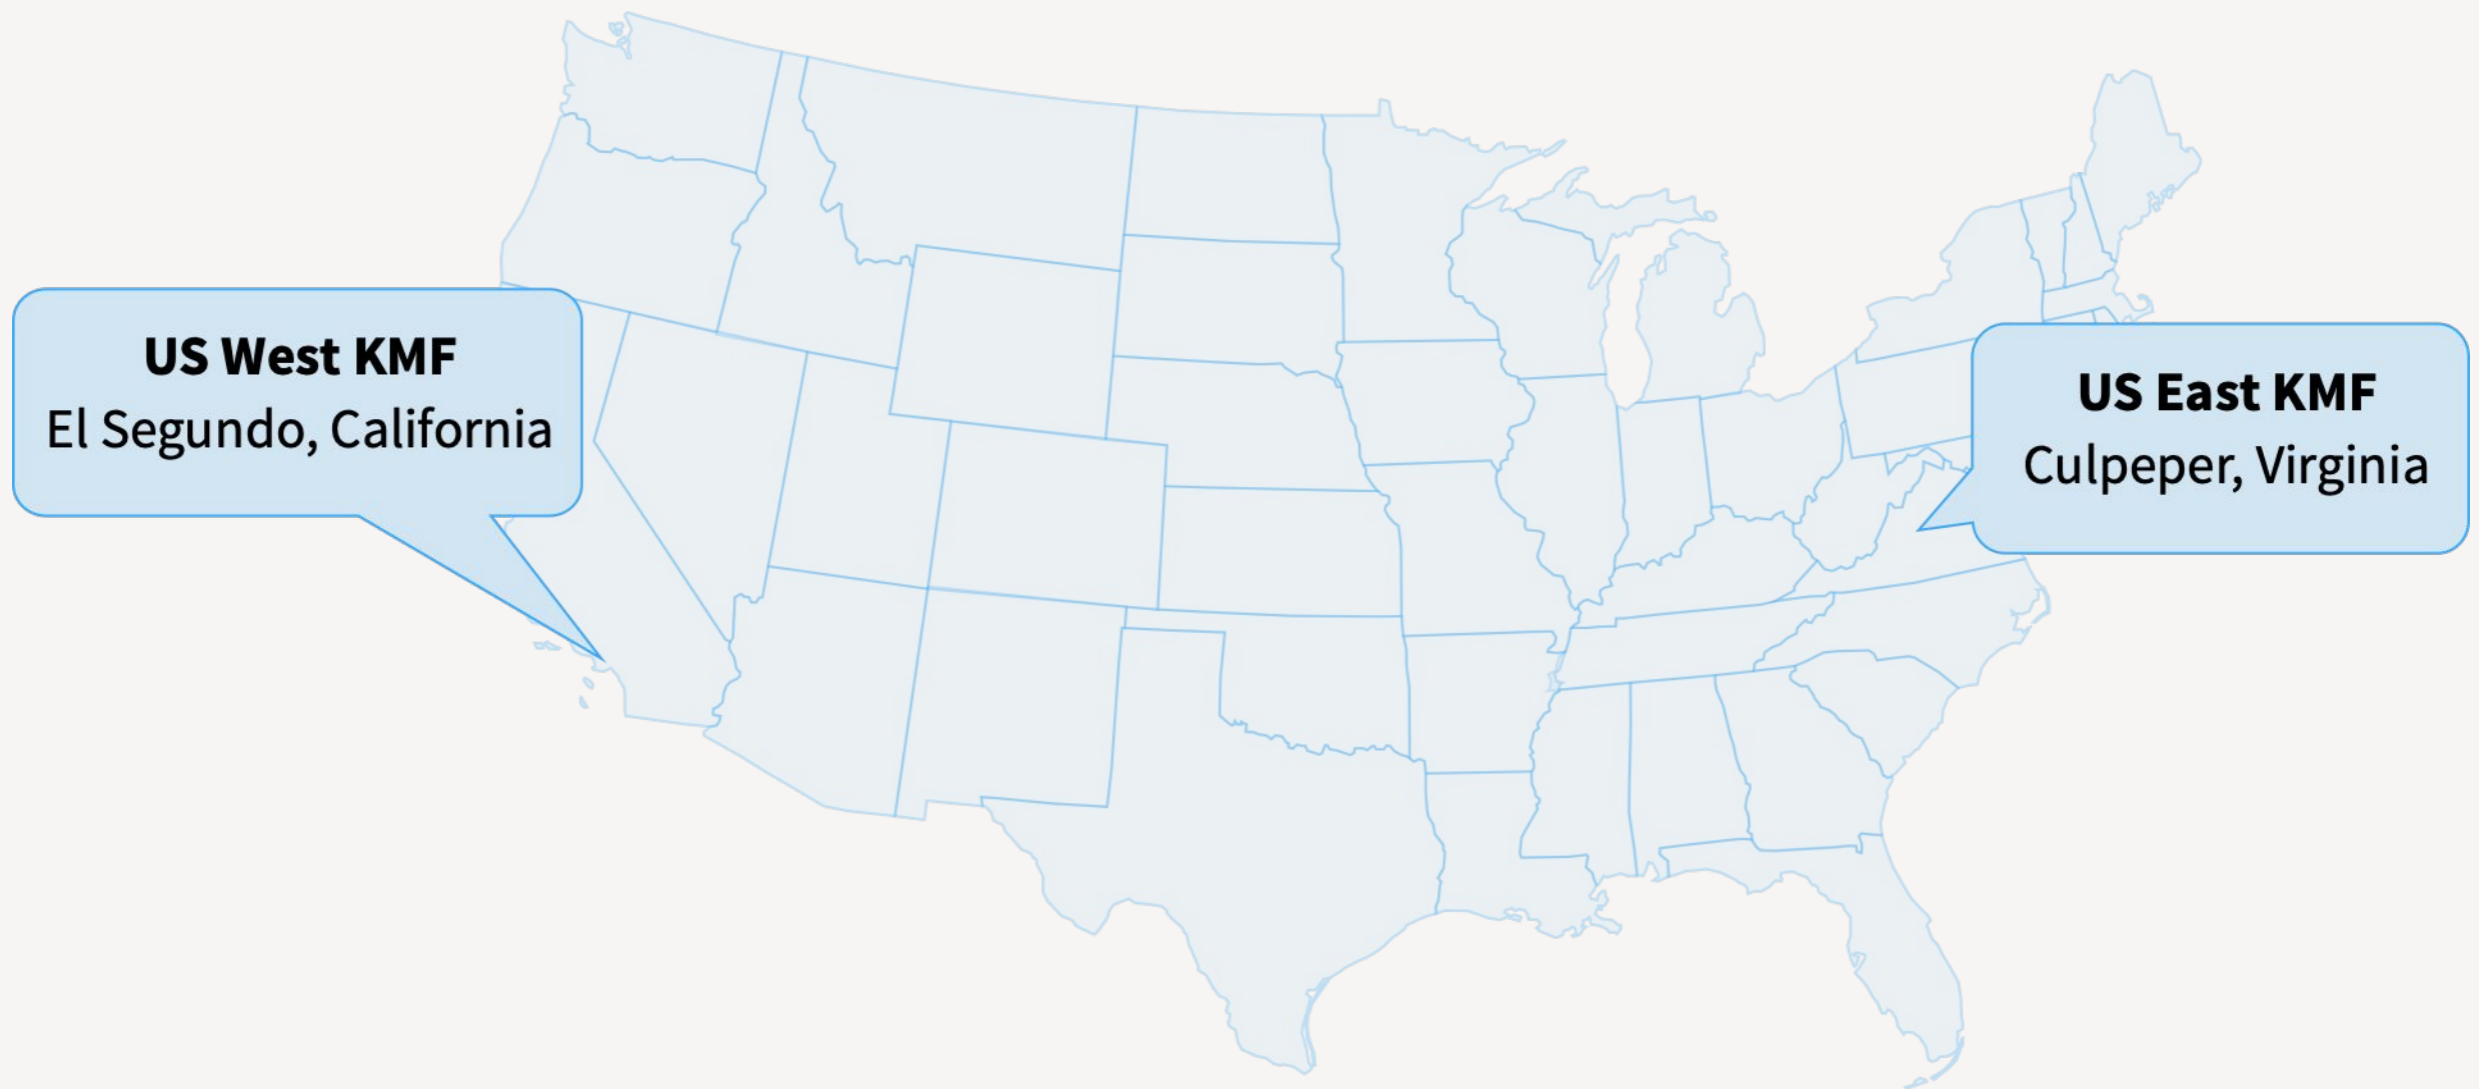 US West KMF
El Segundo, California
US East KMF
Culpeper, Virginia